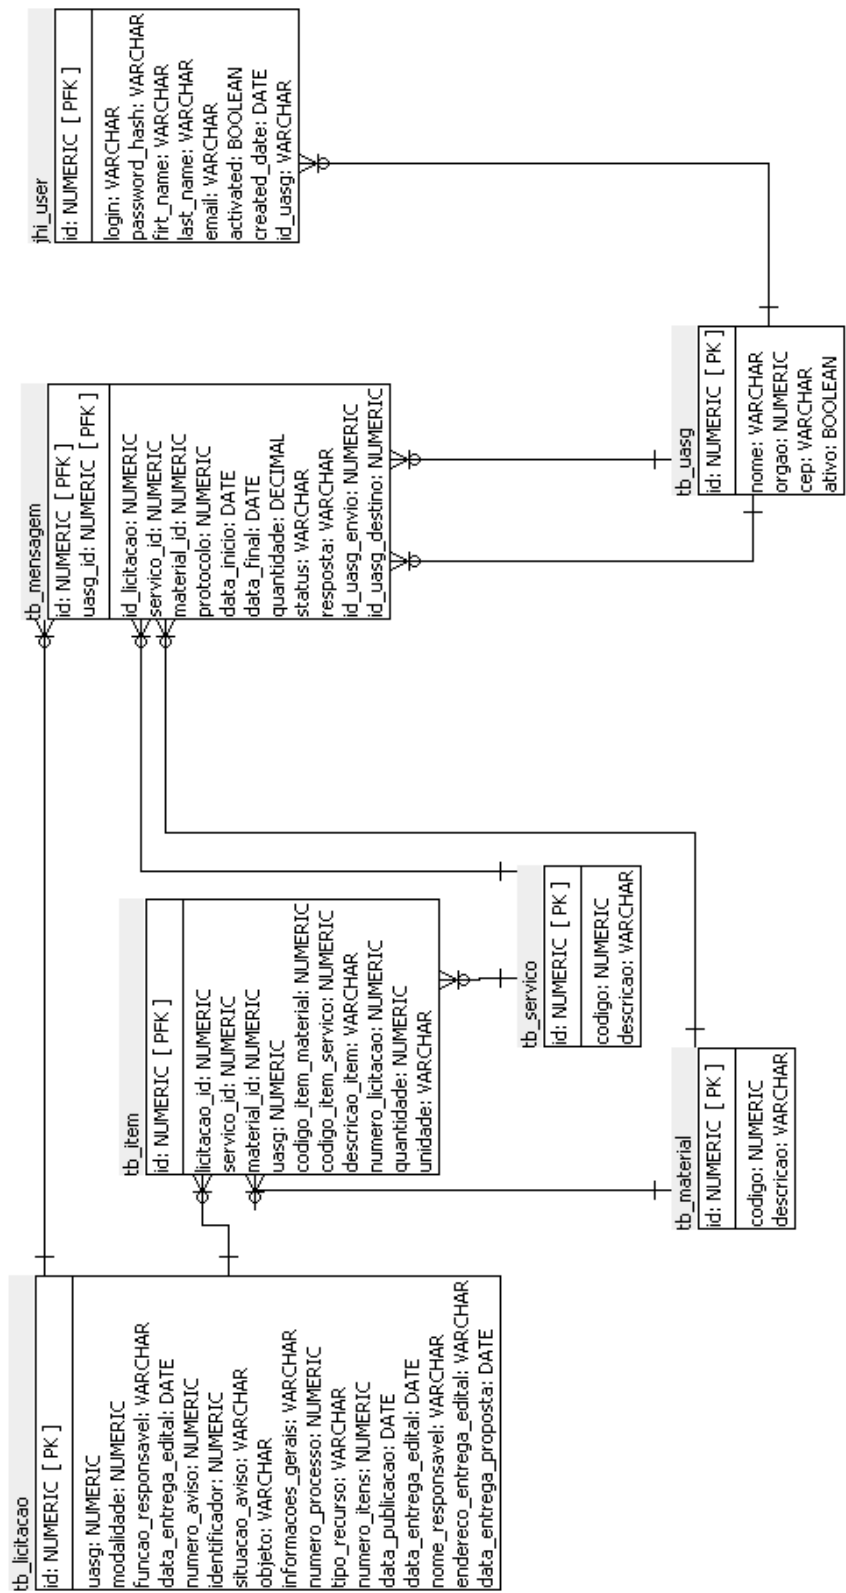 tb_licitacao
id: NUMERIC [ PK ]
uasg: NUMERIC
modalidade: NUMERIC
funcao_responsavel: VARCHAR
data_entrega_edital: DATE
numero_aviso: NUMERIC
identificador: NUMERIC
situacao_aviso: VARCHAR
objeto: VARCHAR
informacoes_gerais: VARCHAR
numero_processo: NUMERIC
tipo_recurso: VARCHAR
numero_itens: NUMERIC
data_publicacao: DATE
data_entrega_edital: DATE
nome_responsavel: VARCHAR
endereco_entrega_edital: VARCHAR
data_entrega_proposta: DATE
tb_item
id: NUMERIC [ PFK ]
licitacao_id: NUMERIC
servico_id: NUMERIC
material_id: NUMERIC
uasg: NUMERIC
codigo_item_material: NUMERIC
codigo_item_servico: NUMERIC
descricao_item: VARCHAR
numero_licitacao: NUMERIC
quantidade: NUMERIC
unidade: VARCHAR
tb_material
id: NUMERIC [ PK ]
codigo: NUMERIC
descricao: VARCHAR
tb_servico
id: NUMERIC [ PK ]
codigo: NUMERIC
descricao: VARCHAR
tb_mensagem
id: NUMERIC [ PFK ]
uasg_id: NUMERIC [ PFK ]
id_licitacao: NUMERIC
servico_id: NUMERIC
material_id: NUMERIC
protocolo: NUMERIC
data_inicio: DATE
data_final: DATE
quantidade: DECIMAL
status: VARCHAR
resposta: VARCHAR
id_uasg_envio: NUMERIC
id_uasg_destino: NUMERIC
tb_uasg
id: NUMERIC [ PK ]
nome: VARCHAR
orgao: NUMERIC
cep: VARCHAR
ativo: BOOLEAN
jhi_user
id: NUMERIC [ PFK ]
login: VARCHAR
password_hash: VARCHAR
firt_name: VARCHAR
last_name: VARCHAR
email: VARCHAR
activated: BOOLEAN
created_date: DATE
id_uasg: VARCHAR